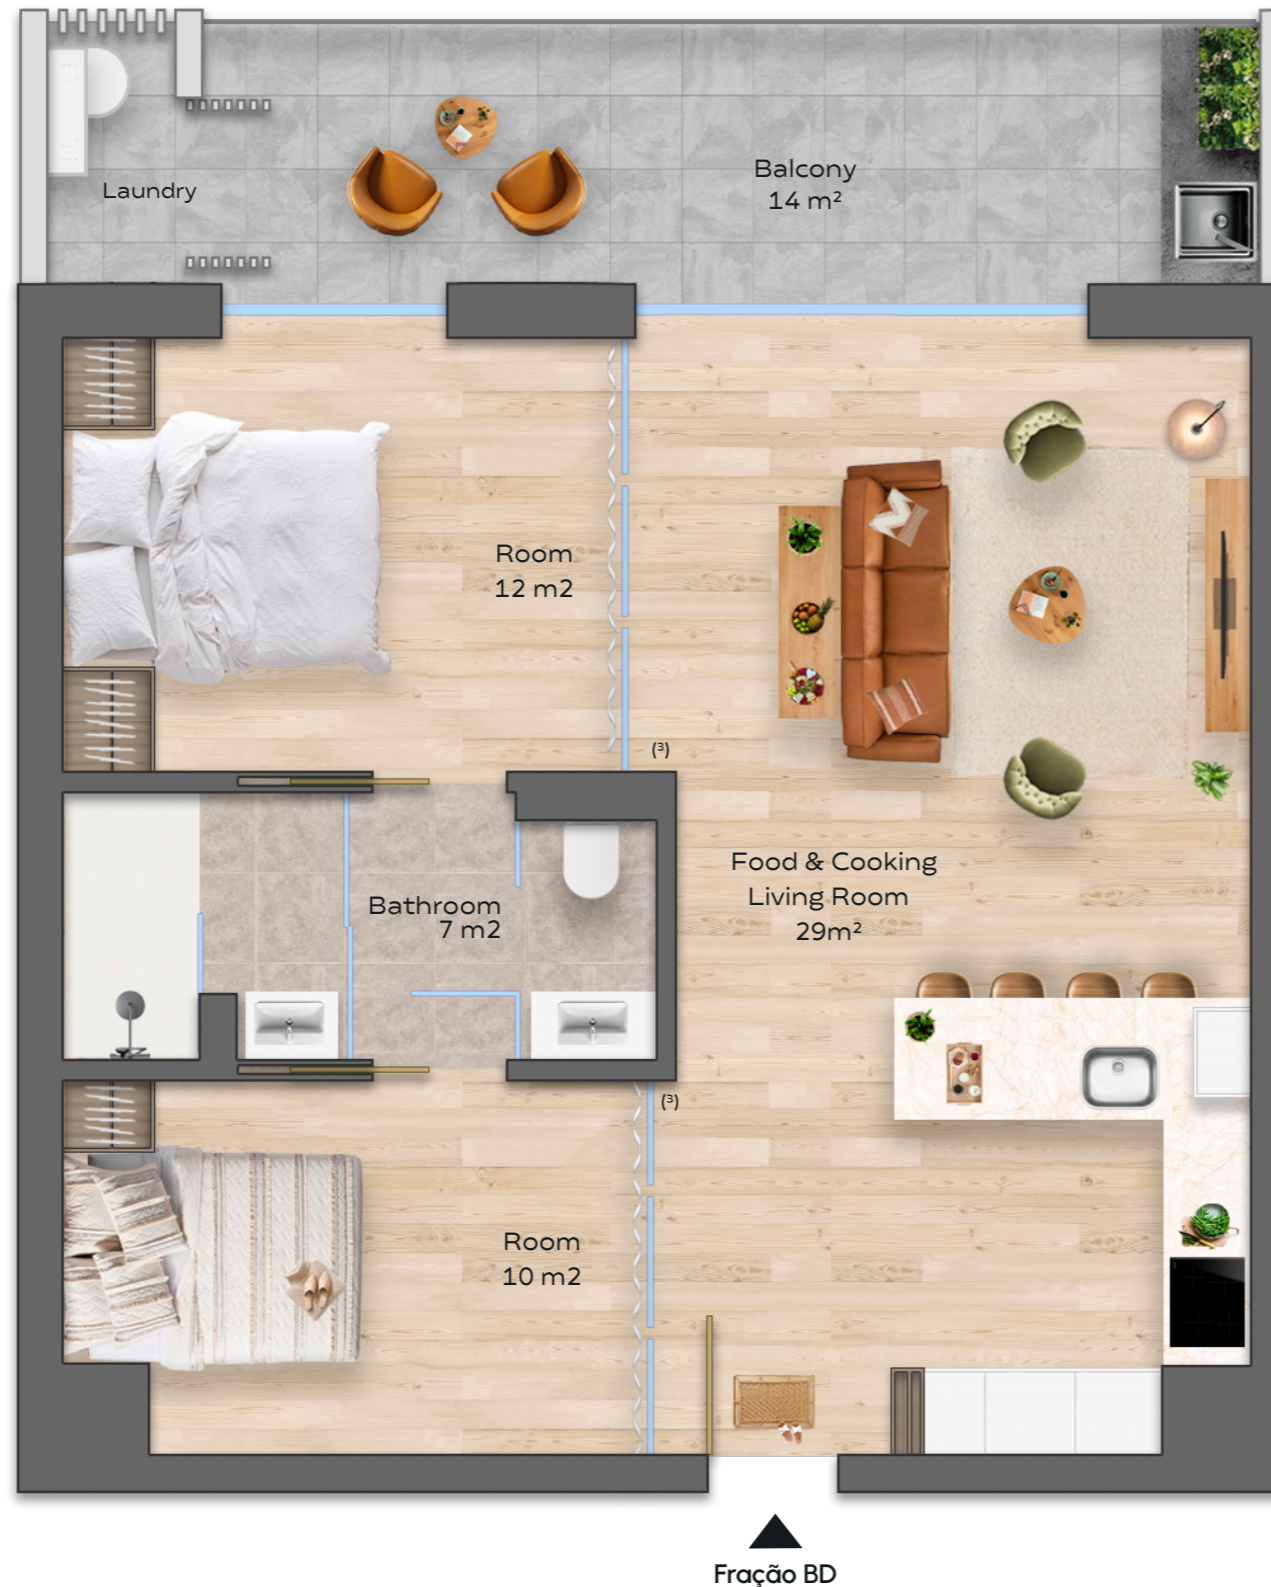 Laundry
Balcony
14 m²
Room
12 m2
(³)
Food & Cooking
Living Room
29m²
Bathroom
7 m2
(³)
Room
10 m2
Fração BD